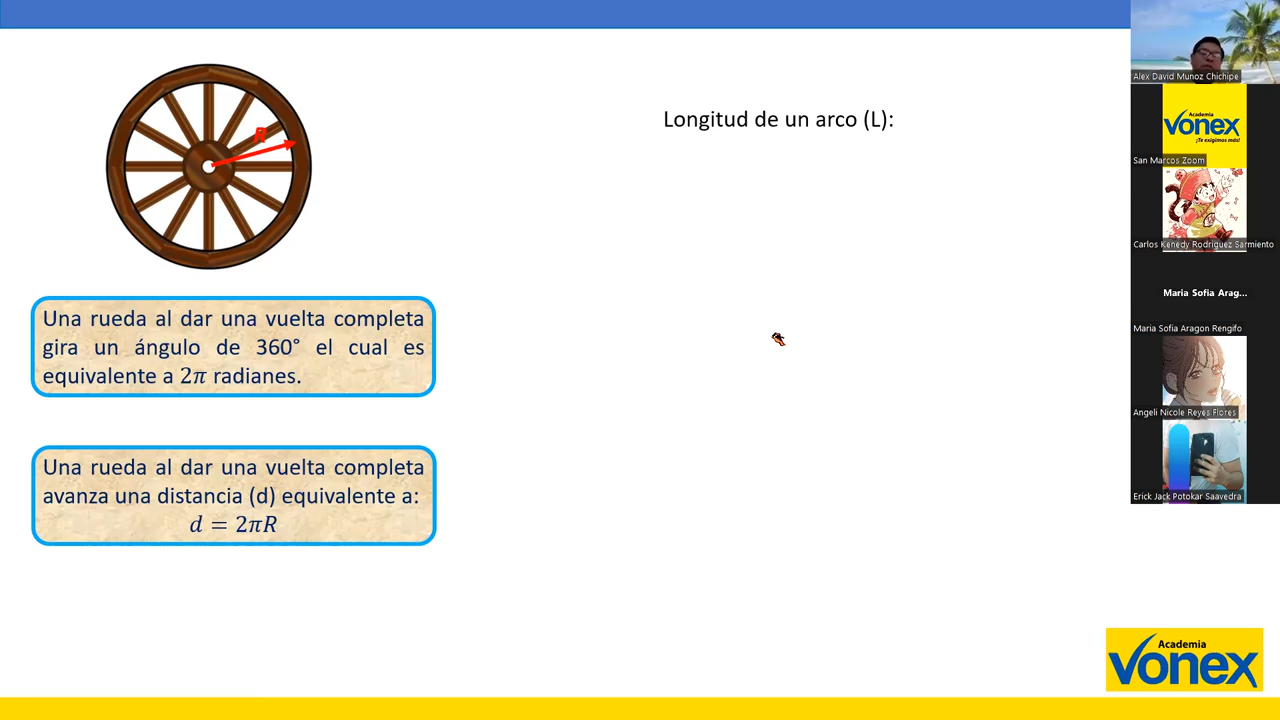 R
Longitud de un arco (L):
Una rueda al dar una vuelta completa
gira un ángulo de 360° el cual es
equivalente a 2π radianes.
Una rueda al dar una vuelta completa
avanza una distancia (d) equivalente a:
d = 2πR
Alex David Munoz Chichipe
Academia
Vonex
¡Te exigimos más!
San Marcos Zoom
Carlos Kenedy Rodriguez Sarmiento
Maria Sofia Arag...
Maria Sofia Aragon Rengifo
Angeli Nicole Reyes Flores
Erick Jack Potokar Saavedra
Academia
Vonex